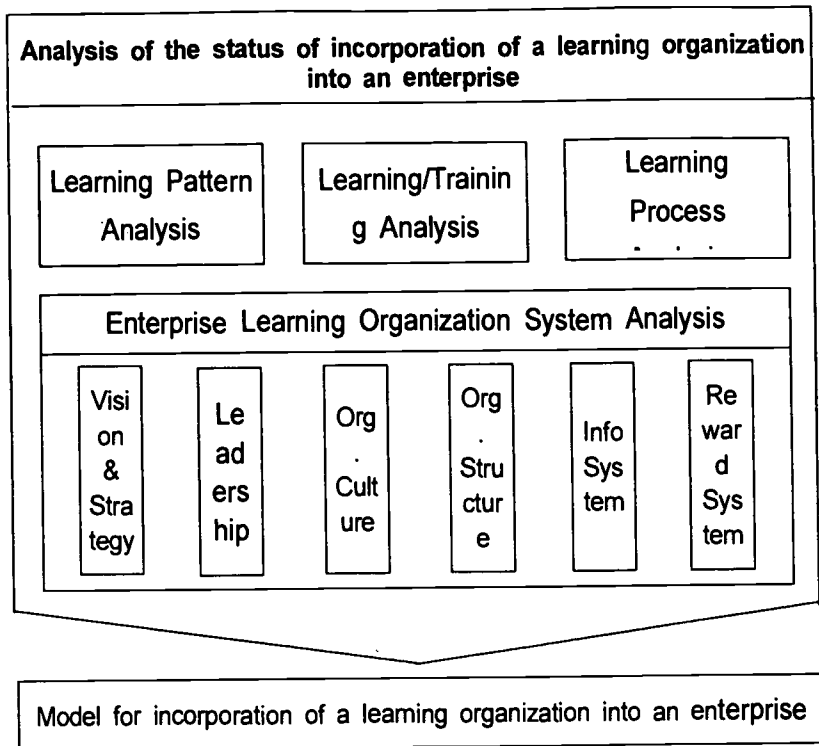 Analysis of the status of incorporation of a learning organization
into an enterprise
Learning Pattern
Analysis
Learning/Trainin
g Analysis
Learning
Process
Enterprise Learning Organization System Analysis
Visi
on
&
Stra
tegy
Le
ad
ers
hip
Org
.
Cult
ure
Org
.
Stru
ctur
e
Info
Sys
tem
Re
war
d
Sys
tem
Model for incorporation of a learning organization into an enterprise